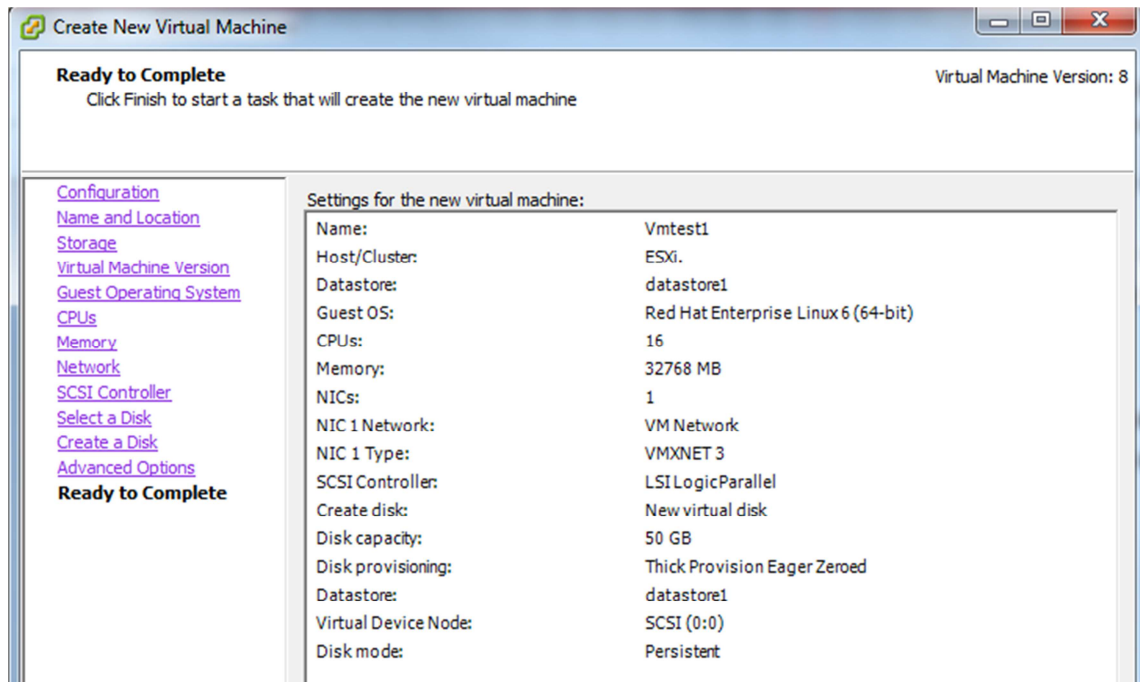 Create New Virtual Machine
Ready to Complete
Virtual Machine Version: 8
Click Finish to start a task that will create the new virtual machine
Configuration
Name and Location
Storage
Virtual Machine Version
Guest Operating System
CPUs
Memory
Network
SCSI Controller
Select a Disk
Create a Disk
Advanced Options
Ready to Complete
Settings for the new virtual machine:
Name: Vmtest1
Host/Cluster: ESXi.
Datastore: datastore1
Guest OS: Red Hat Enterprise Linux 6 (64-bit)
CPUs: 16
Memory: 32768 MB
NICs: 1
NIC 1 Network: VM Network
NIC 1 Type: VMXNET 3
SCSI Controller: LSI Logic Parallel
Create disk: New virtual disk
Disk capacity: 50 GB
Disk provisioning: Thick Provision Eager Zeroed
Datastore: datastore1
Virtual Device Node: SCSI (0:0)
Disk mode: Persistent